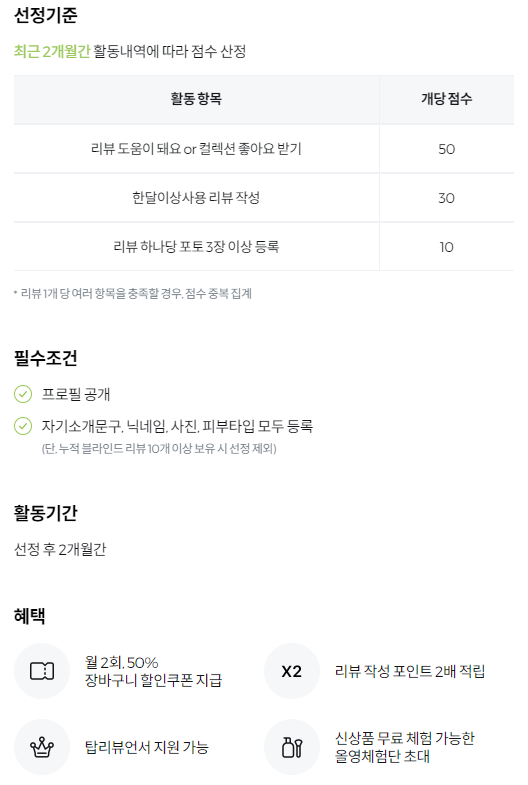 선정기준
최근 2개월간 활동내역에 따라 점수 산정
활동 항목 개당 점수
리뷰 도움이 돼요 or 컬렉션 좋아요 받기 50
한달이상사용 리뷰 작성 30
리뷰 하나당 포토 3장 이상 등록 10
* 리뷰 1개 당 여러 항목을 충족할 경우, 점수 중복 집계
필수조건
프로필 공개
자기소개문구, 닉네임, 사진, 피부타입 모두 등록
(단, 누적 블라인드 리뷰 10개 이상 보유 시 선정 제외)
활동기간
선정 후 2개월간
혜택
월 2회, 50%
장바구니 할인쿠폰 지급
X2
리뷰 작성 포인트 2배 적립
탑리뷰언서 지원 가능
신상품 무료 체험 가능한
올영체험단 초대